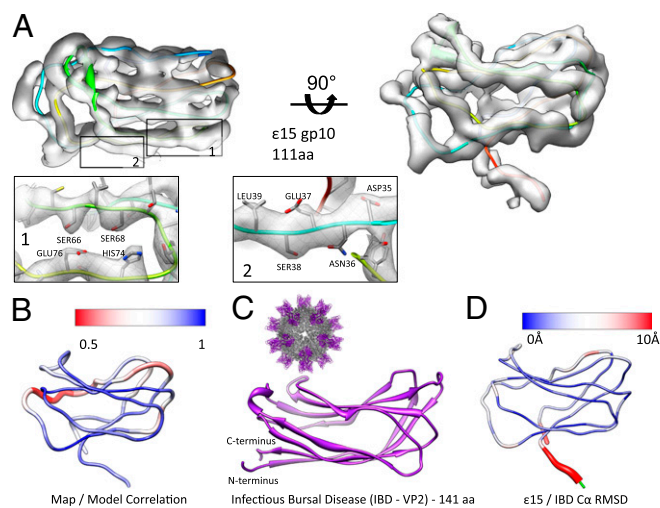 A
90°
ε15 gp10
111aa
1
2
1
SER66
SER68
GLU76
HIS74
2
LEU39
GLU37
ASP35
SER38
ASN36
B
0.5
1
Map / Model Correlation
C
C-terminus
N-terminus
Infectious Bursal Disease (IBD - VP2) - 141 aa
D
0Å
10Å
ε15 / IBD Cα RMSD